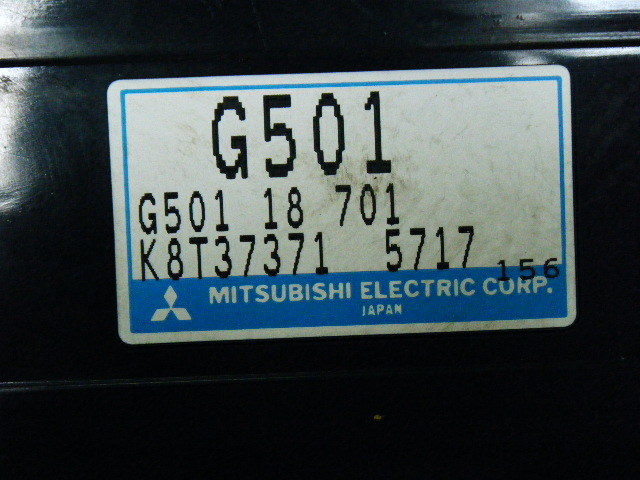 G501
G501 18 701
K8T37371 5717 156
MITSUBISHI ELECTRIC CORP.
JAPAN